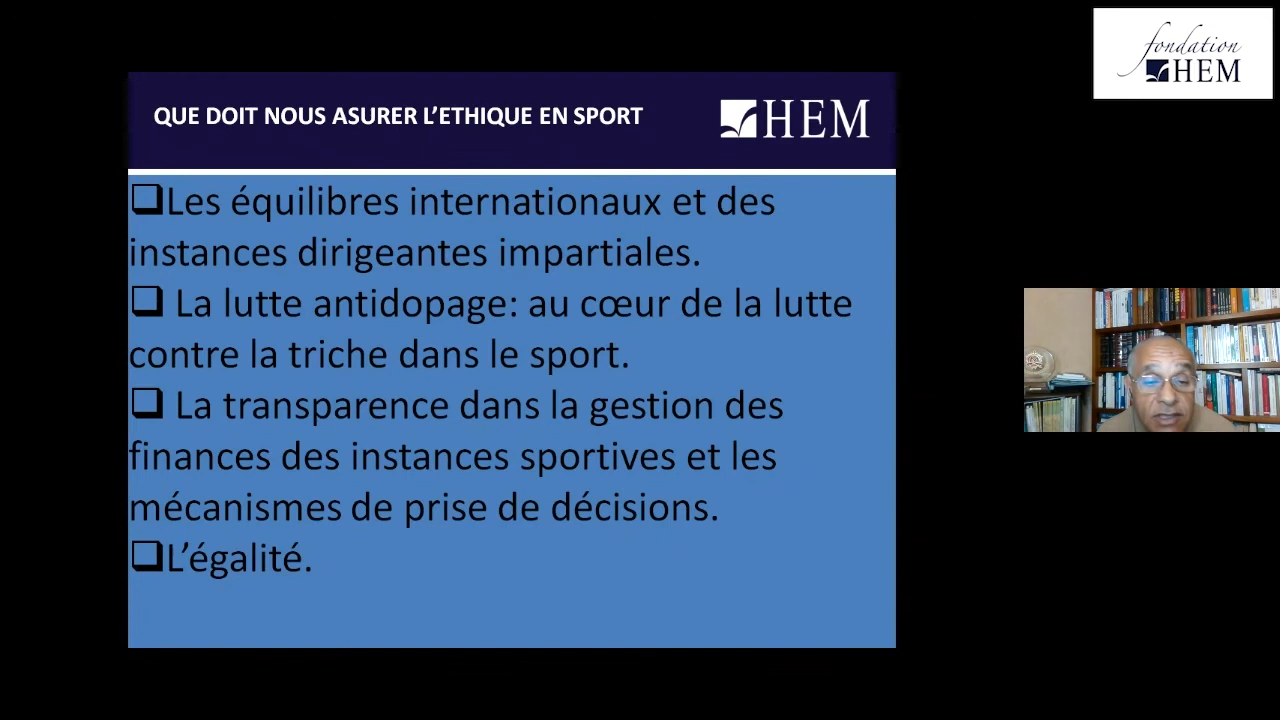 fondation
HEM
QUE DOIT NOUS ASURER L’ETHIQUE EN SPORT
HEM
❑Les équilibres internationaux et des
instances dirigeantes impartiales.
❑ La lutte antidopage: au cœur de la lutte
contre la triche dans le sport.
❑ La transparence dans la gestion des
finances des instances sportives et les
mécanismes de prise de décisions.
❑L’égalité.